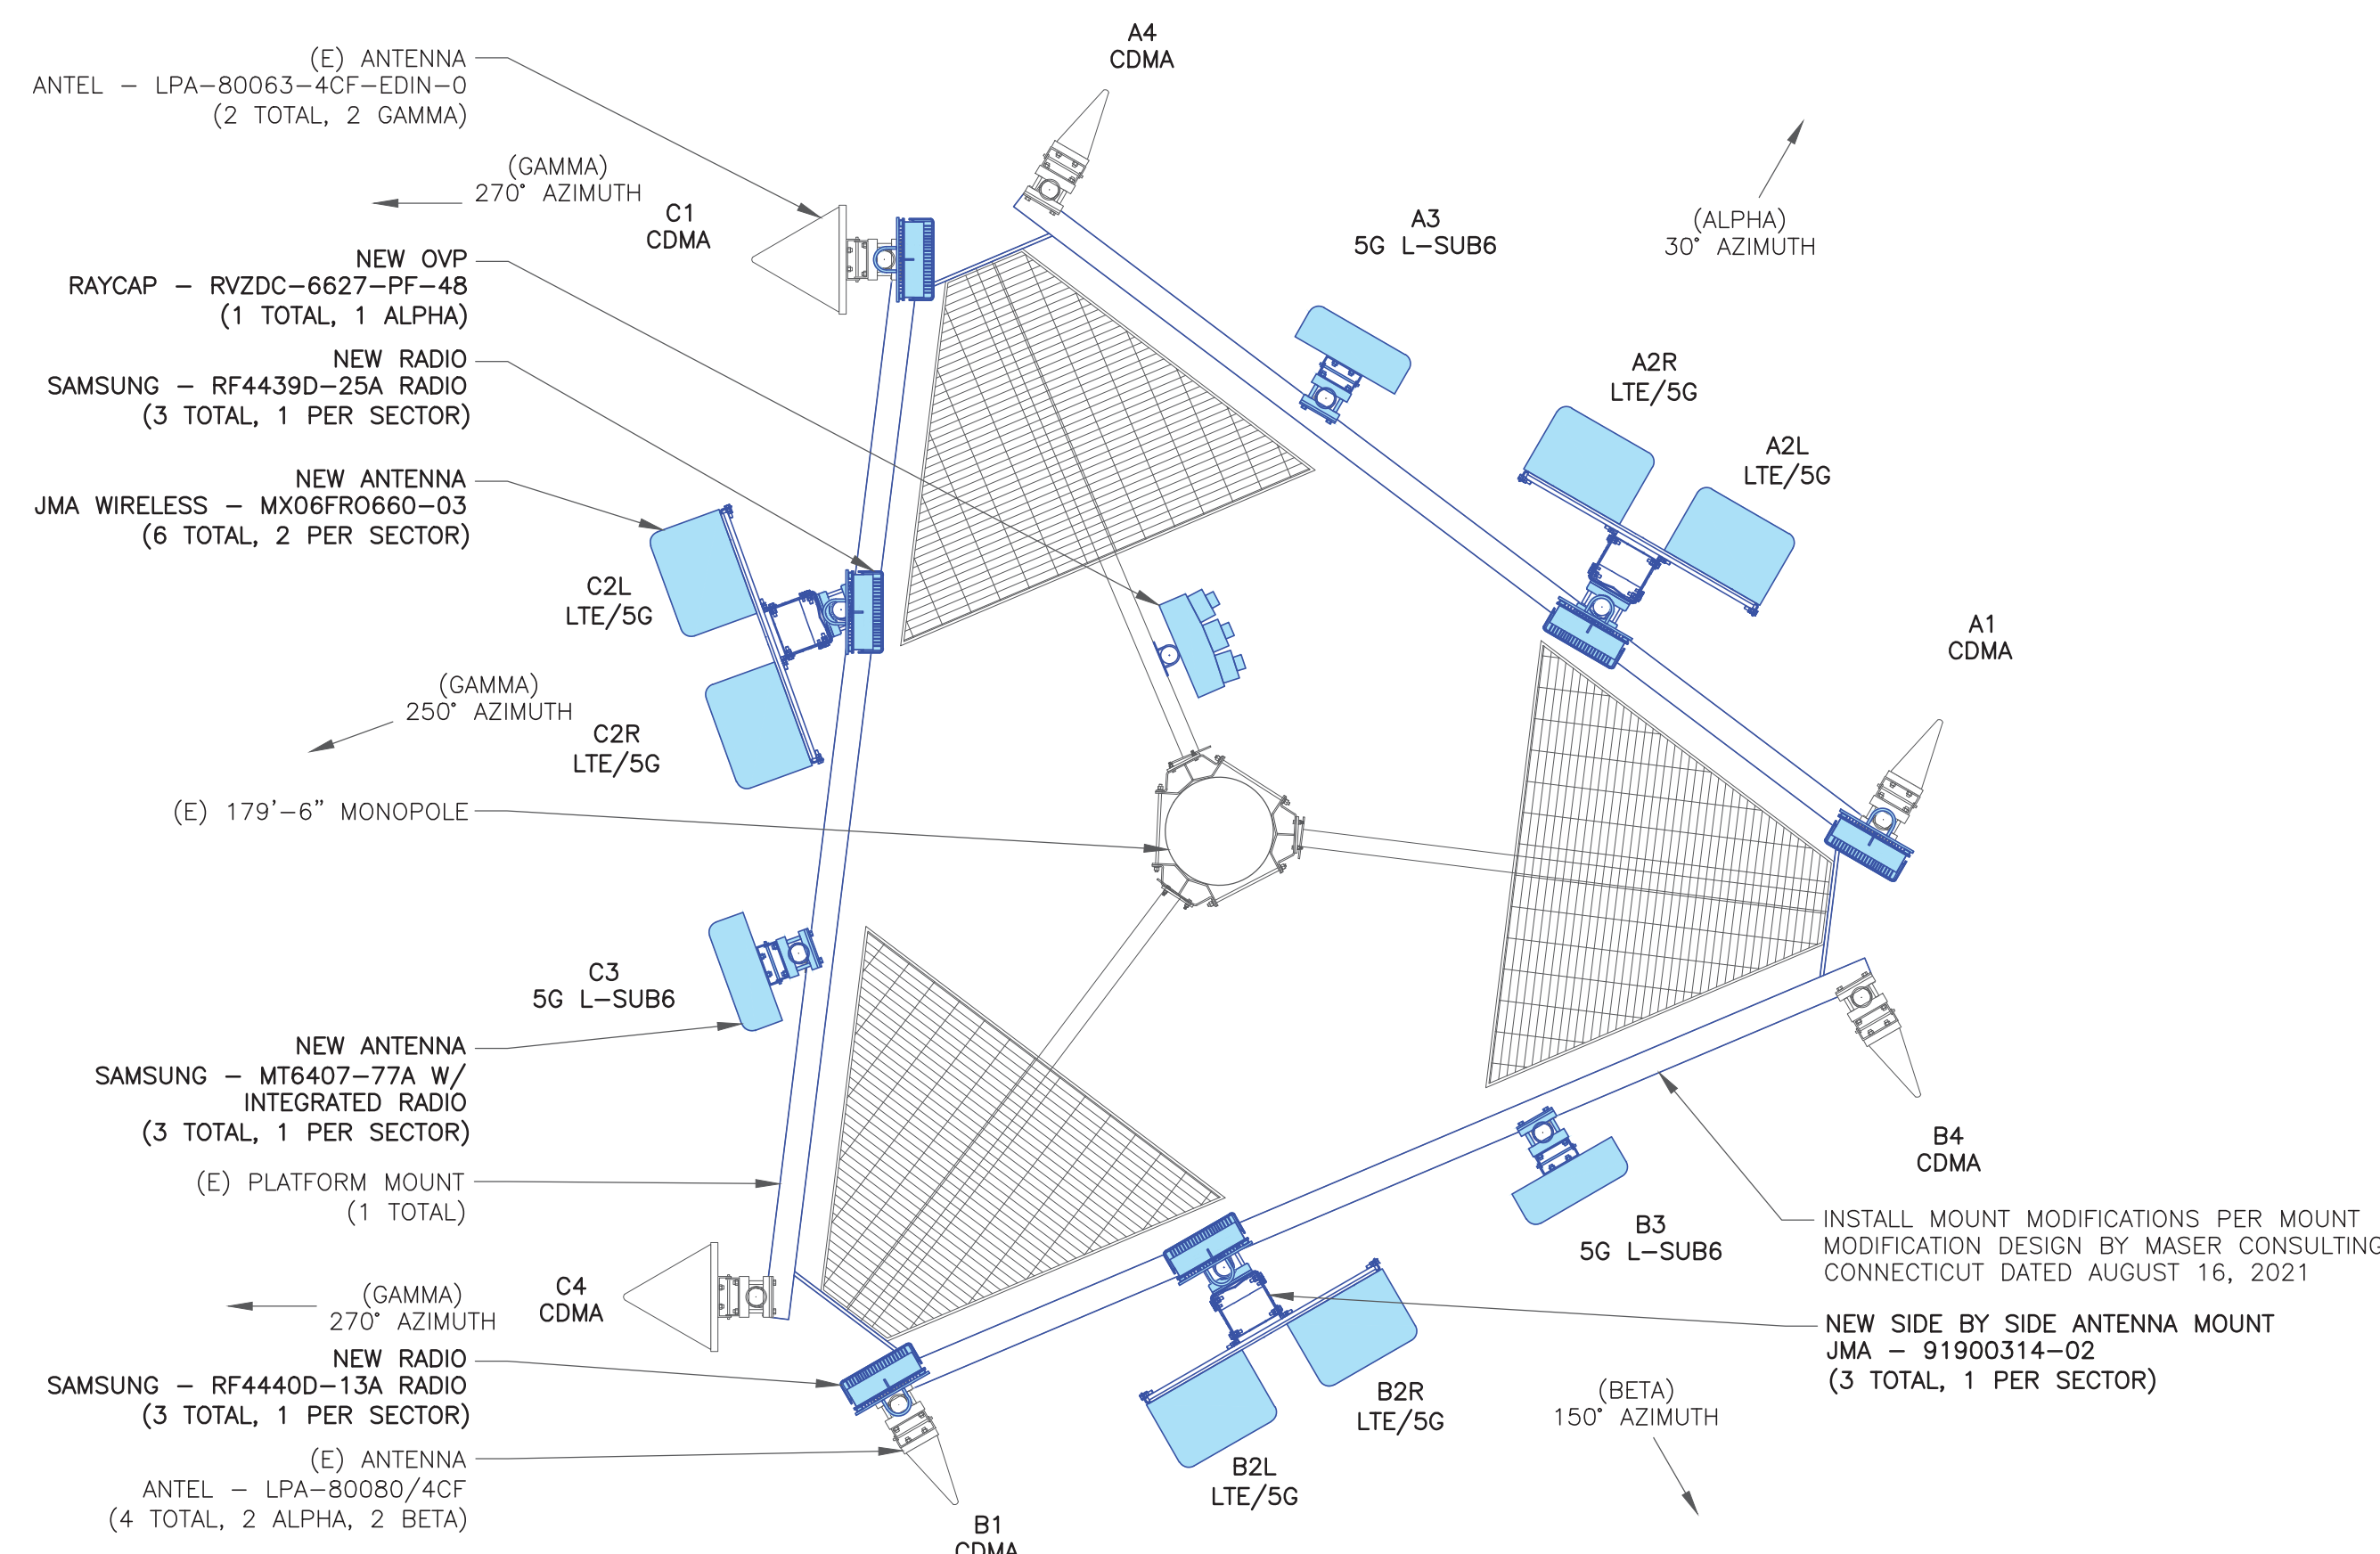 A4
CDMA
(E) ANTENNA
ANTEL - LPA-80063-4CF-EDIN-0
(2 TOTAL, 2 GAMMA)
(GAMMA)
270° AZIMUTH
C1
CDMA
A3
5G L-SUB6
(ALPHA)
30° AZIMUTH
NEW OVP
RAYCAP - RVZDC-6627-PF-48
(1 TOTAL, 1 ALPHA)
NEW RADIO
SAMSUNG - RF4439D-25A RADIO
(3 TOTAL, 1 PER SECTOR)
A2R
LTE/5G
A2L
LTE/5G
NEW ANTENNA
JMA WIRELESS - MX06FRO660-03
(6 TOTAL, 2 PER SECTOR)
C2L
LTE/5G
A1
CDMA
(GAMMA)
250° AZIMUTH
C2R
LTE/5G
(E) 179'-6" MONOPOLE
C3
5G L-SUB6
NEW ANTENNA
SAMSUNG - MT6407-77A W/
INTEGRATED RADIO
(3 TOTAL, 1 PER SECTOR)
B4
CDMA
(E) PLATFORM MOUNT
(1 TOTAL)
B3
5G L-SUB6
INSTALL MOUNT MODIFICATIONS PER MOUNT
MODIFICATION DESIGN BY MASER CONSULTING
CONNECTICUT DATED AUGUST 16, 2021
C4
CDMA
(GAMMA)
270° AZIMUTH
NEW SIDE BY SIDE ANTENNA MOUNT
JMA - 91900314-02
(3 TOTAL, 1 PER SECTOR)
NEW RADIO
SAMSUNG - RF4440D-13A RADIO
(3 TOTAL, 1 PER SECTOR)
B2R
LTE/5G
(BETA)
150° AZIMUTH
(E) ANTENNA
ANTEL - LPA-80080/4CF
(4 TOTAL, 2 ALPHA, 2 BETA)
B2L
LTE/5G
B1
CDMA